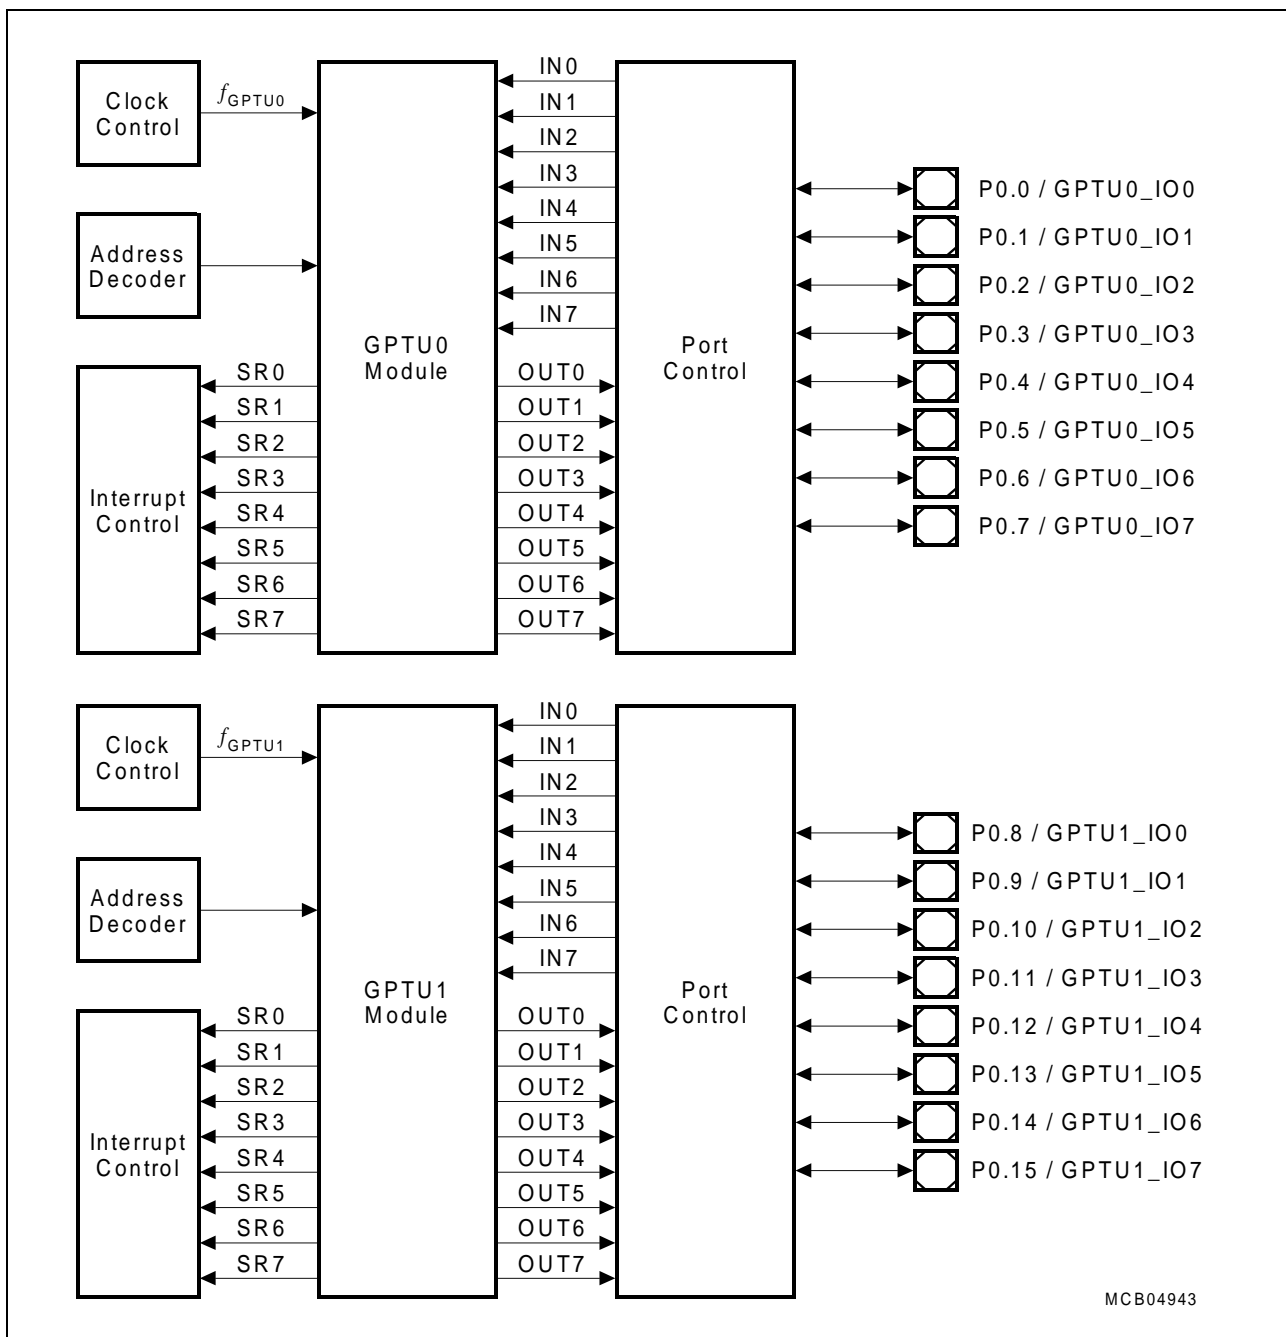 Clock
Control
fGPTU0
Address
Decoder
Interrupt
Control
SR0
SR1
SR2
SR3
SR4
SR5
SR6
SR7
GPTU0
Module
IN0
IN1
IN2
IN3
IN4
IN5
IN6
IN7
OUT0
OUT1
OUT2
OUT3
OUT4
OUT5
OUT6
OUT7
Port
Control
P0.0 / GPTU0_IO0
P0.1 / GPTU0_IO1
P0.2 / GPTU0_IO2
P0.3 / GPTU0_IO3
P0.4 / GPTU0_IO4
P0.5 / GPTU0_IO5
P0.6 / GPTU0_IO6
P0.7 / GPTU0_IO7
Clock
Control
fGPTU1
Address
Decoder
Interrupt
Control
SR0
SR1
SR2
SR3
SR4
SR5
SR6
SR7
GPTU1
Module
IN0
IN1
IN2
IN3
IN4
IN5
IN6
IN7
OUT0
OUT1
OUT2
OUT3
OUT4
OUT5
OUT6
OUT7
Port
Control
P0.8 / GPTU1_IO0
P0.9 / GPTU1_IO1
P0.10 / GPTU1_IO2
P0.11 / GPTU1_IO3
P0.12 / GPTU1_IO4
P0.13 / GPTU1_IO5
P0.14 / GPTU1_IO6
P0.15 / GPTU1_IO7
MCB04943